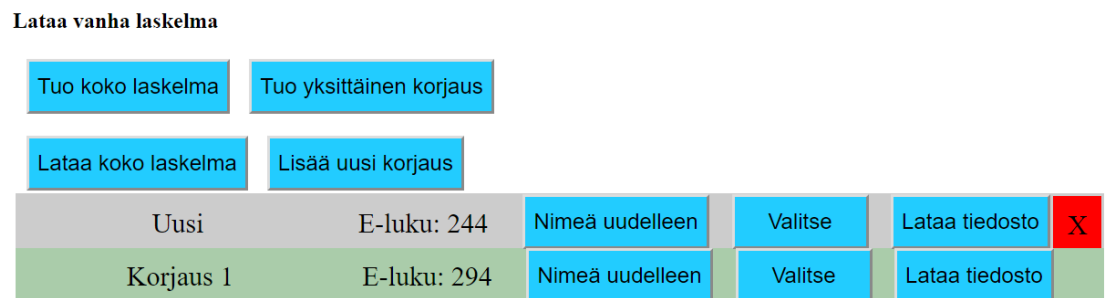 Lataa vanha laskelma
Tuo koko laskelma Tuo yksittäinen korjaus
Lataa koko laskelma Lisää uusi korjaus
Uusi E-luku: 244 Nimeä uudelleen Valitse Lataa tiedosto X
Korjaus 1 E-luku: 294 Nimeä uudelleen Valitse Lataa tiedosto